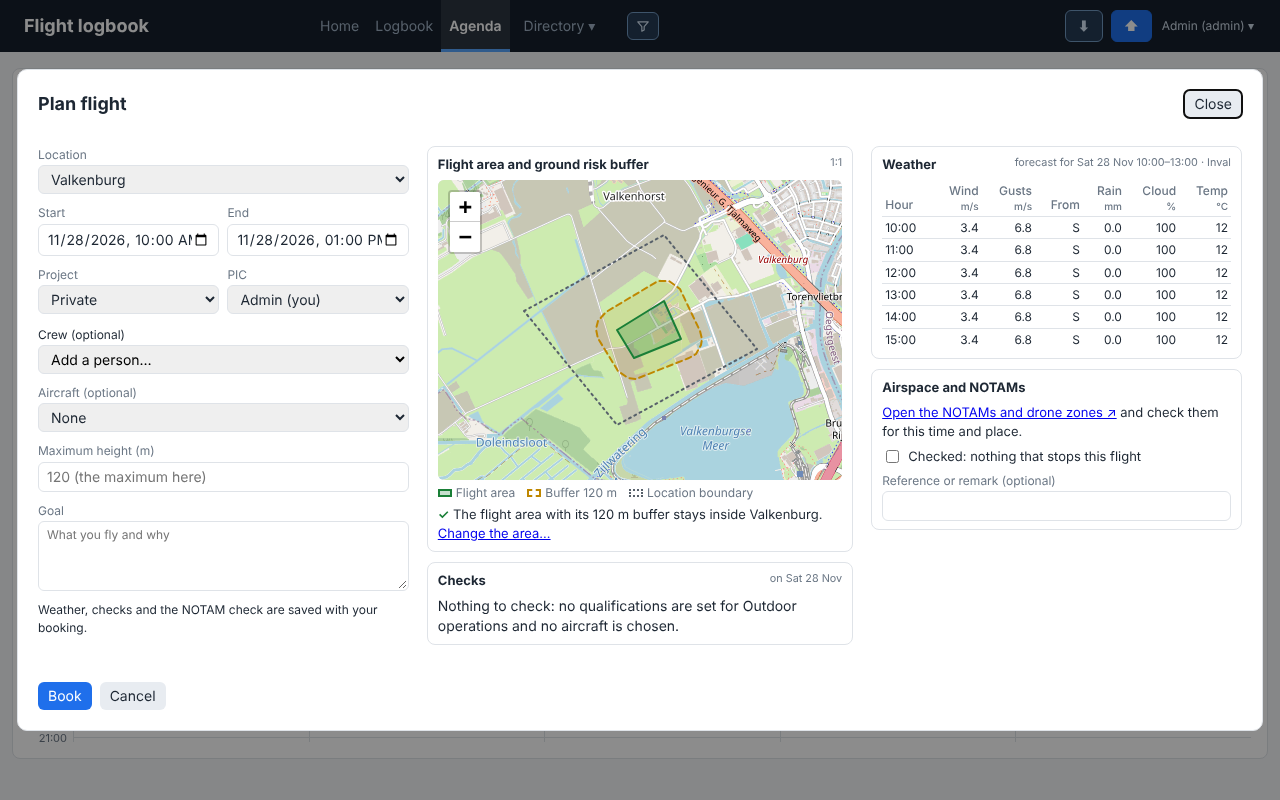 Flight logbook
Home
Logbook
Agenda
Directory ▾
Admin (admin) ▾
Plan flight
Close
Location
Valkenburg
Start
End
11/28/2026, 10:00 AM
11/28/2026, 01:00 PM
Project
PIC
Private
Admin (you)
Crew (optional)
Add a person...
Aircraft (optional)
None
Maximum height (m)
120 (the maximum here)
Goal
What you fly and why
Weather, checks and the NOTAM check are saved with your
booking.
Book
Cancel
Flight area and ground risk buffer
1:1
+
−
Valkenhorst
Ingenieur G. Tjalmaweg
Valkenburg
Torenvlietbr
Oegstgeest
Valkenburgse
Meer
Doleindsloot
Zillwatering
Bru
Ri
Flight area
Buffer 120 m
Location boundary
✓ The flight area with its 120 m buffer stays inside Valkenburg.
Change the area...
Checks
on Sat 28 Nov
Nothing to check: no qualifications are set for Outdoor
operations and no aircraft is chosen.
Weather
forecast for Sat 28 Nov 10:00–13:00 · Inval
Hour Wind m/s Gusts m/s From Rain mm Cloud % Temp °C
10:00 3.4 6.8 S 0.0 100 12
11:00 3.4 6.8 S 0.0 100 12
12:00 3.4 6.8 S 0.0 100 12
13:00 3.4 6.8 S 0.0 100 12
14:00 3.4 6.8 S 0.0 100 12
15:00 3.4 6.8 S 0.0 100 12
Airspace and NOTAMs
Open the NOTAMs and drone zones ↗ and check them
for this time and place.
Checked: nothing that stops this flight
Reference or remark (optional)
21:00